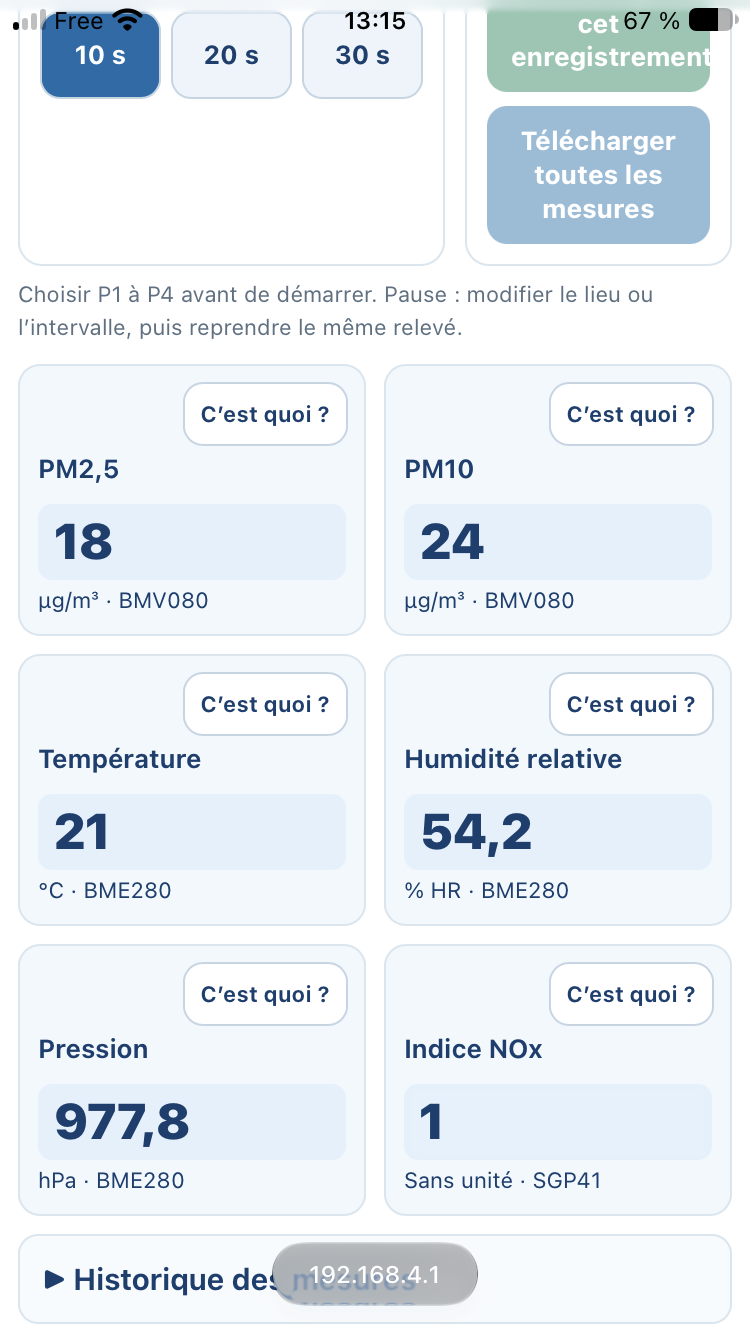 Free 13:15 67 %
10 s 20 s 30 s
cet
enregistrement
Télécharger
toutes les
mesures
Choisir P1 à P4 avant de démarrer. Pause : modifier le lieu ou
l’intervalle, puis reprendre le même relevé.
C’est quoi ?
PM2,5
18
µg/m³ · BMV080
C’est quoi ?
PM10
24
µg/m³ · BMV080
C’est quoi ?
Température
21
°C · BME280
C’est quoi ?
Humidité relative
54,2
% HR · BME280
C’est quoi ?
Pression
977,8
hPa · BME280
C’est quoi ?
Indice NOx
1
Sans unité · SGP41
▶ Historique des mesures
192.168.4.1